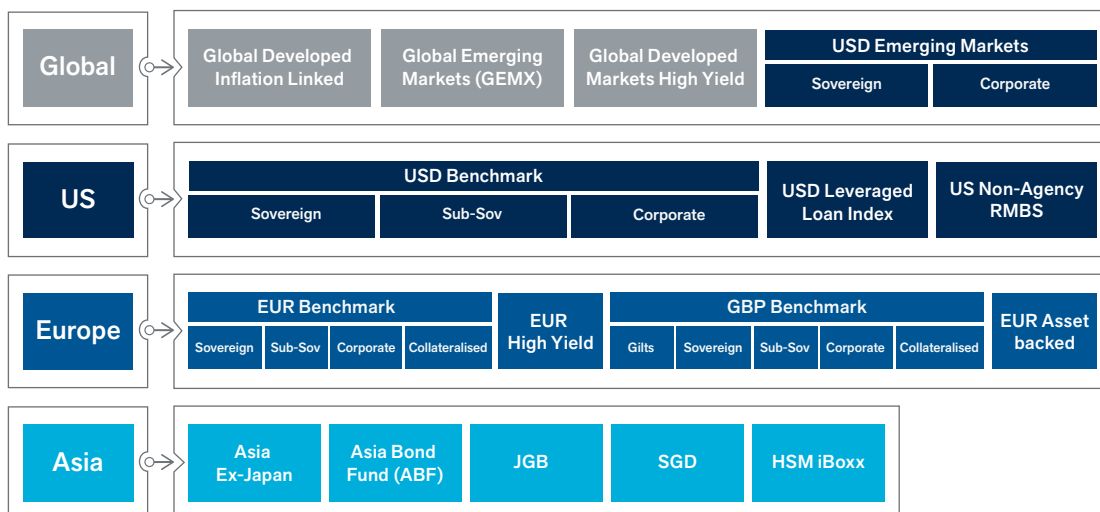 Global
Global Developed
Inflation Linked
Global Emerging
Markets (GEMX)
Global Developed
Markets High Yield
USD Emerging Markets
Sovereign
Corporate
US
USD Benchmark
Sovereign
Sub-Sov
Corporate
USD Leveraged
Loan Index
US Non-Agency
RMBS
Europe
EUR Benchmark
Sovereign
Sub-Sov
Corporate
Collateralised
EUR
High Yield
GBP Benchmark
Gilts
Sovereign
Sub-Sov
Corporate
Collateralised
EUR Asset
backed
Asia
Asia
Ex-Japan
Asia Bond
Fund (ABF)
JGB
SGD
HSM iBoxx